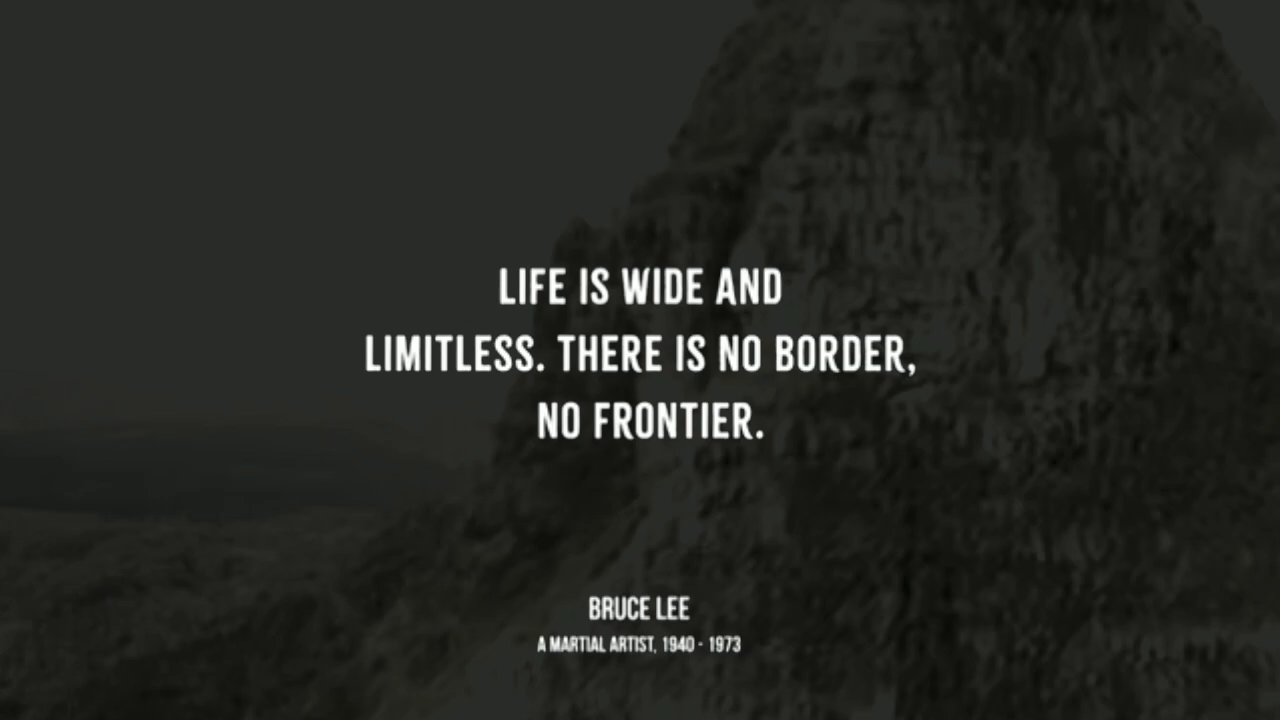 LIFE IS WIDE AND
LIMITLESS. THERE IS NO BORDER,
NO FRONTIER.
BRUCE LEE
A MARTIAL ARTIST, 1940 - 1973